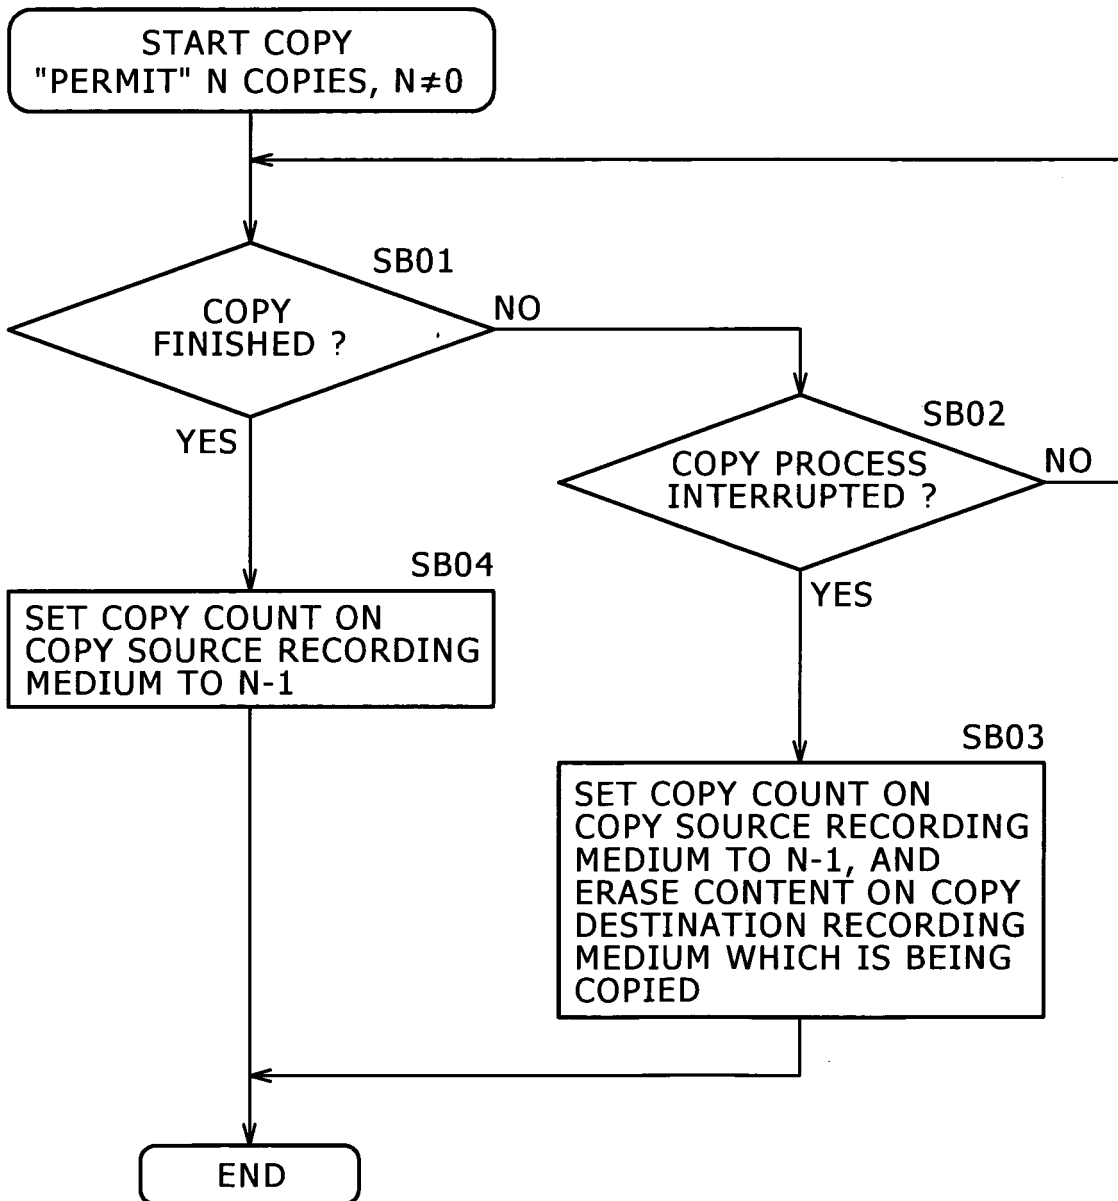 START COPY
"PERMIT" N COPIES, N≠0
SB01
COPY
FINISHED ?
NO
YES
SB02
COPY PROCESS
INTERRUPTED ?
NO
YES
SB04
SET COPY COUNT ON
COPY SOURCE RECORDING
MEDIUM TO N-1
SB03
SET COPY COUNT ON
COPY SOURCE RECORDING
MEDIUM TO N-1, AND
ERASE CONTENT ON COPY
DESTINATION RECORDING
MEDIUM WHICH IS BEING
COPIED
END